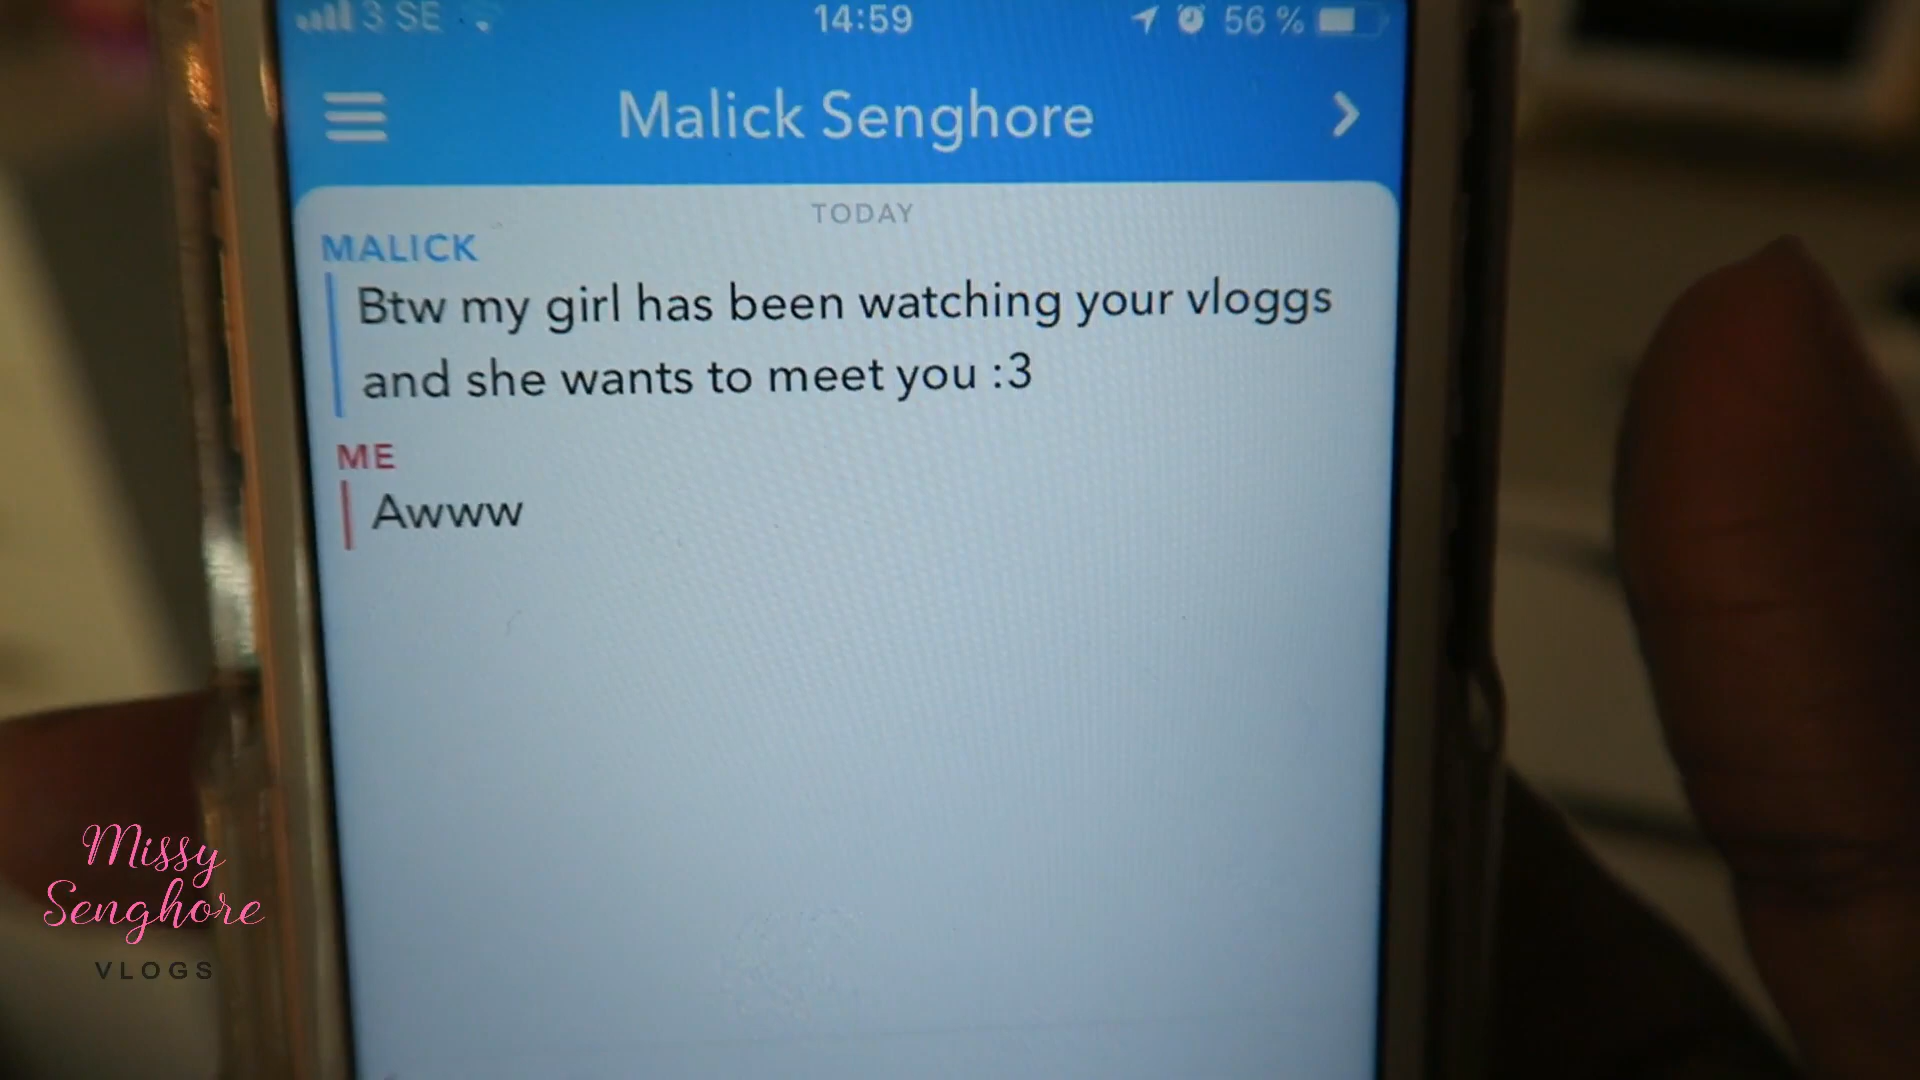 3 SE 14:59 56 %
Malick Senghore
TODAY
MALICK
Btw my girl has been watching your vloggs
and she wants to meet you :3
ME
Awww
Missy
Senghore
VLOGS